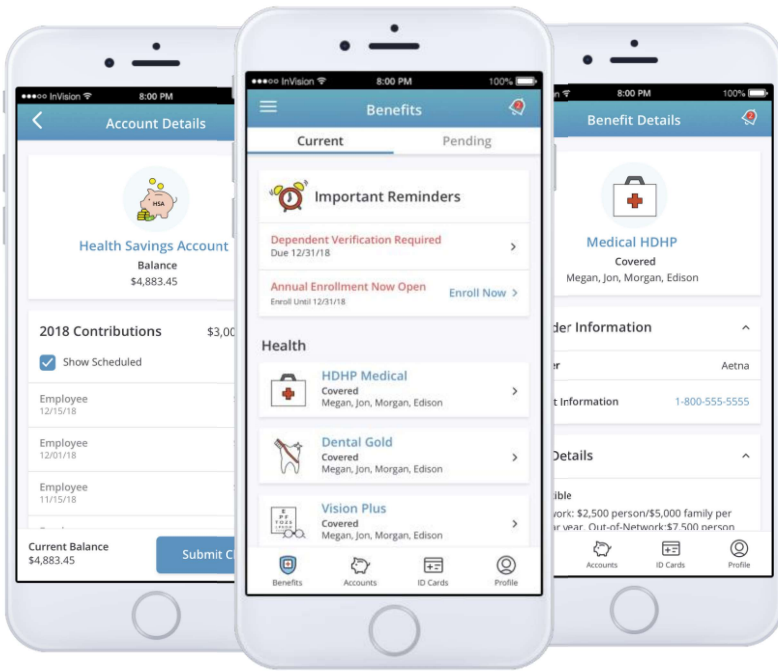 ●●●●○ InVision 8:00 PM
Account Details
HSA
Health Savings Account
Balance
$4,883.45
2018 Contributions $3,00
Show Scheduled
Employee
12/15/18
Employee
12/01/18
Employee
11/15/18
Current Balance
$4,883.45
Submit Cl
●●●●○ InVision 8:00 PM 100%
Benefits 2
Current Pending
Important Reminders
Dependent Verification Required
Due 12/31/18
Annual Enrollment Now Open
Enroll Until 12/31/18
Enroll Now >
Health
HDHP Medical
Covered
Megan, Jon, Morgan, Edison
Dental Gold
Covered
Megan, Jon, Morgan, Edison
E
F P
T O Z
Vision Plus
Covered
Megan, Jon, Morgan, Edison
Benefits Accounts ID Cards Profile
n 8:00 PM 100%
Benefit Details 2
Medical HDHP
Covered
Megan, Jon, Morgan, Edison
der Information
er Aetna
t Information 1-800-555-5555
Details
ible
work: $2,500 person/$5,000 family per
or year. Out-of-Network:$7,500 person
Accounts ID Cards Profile